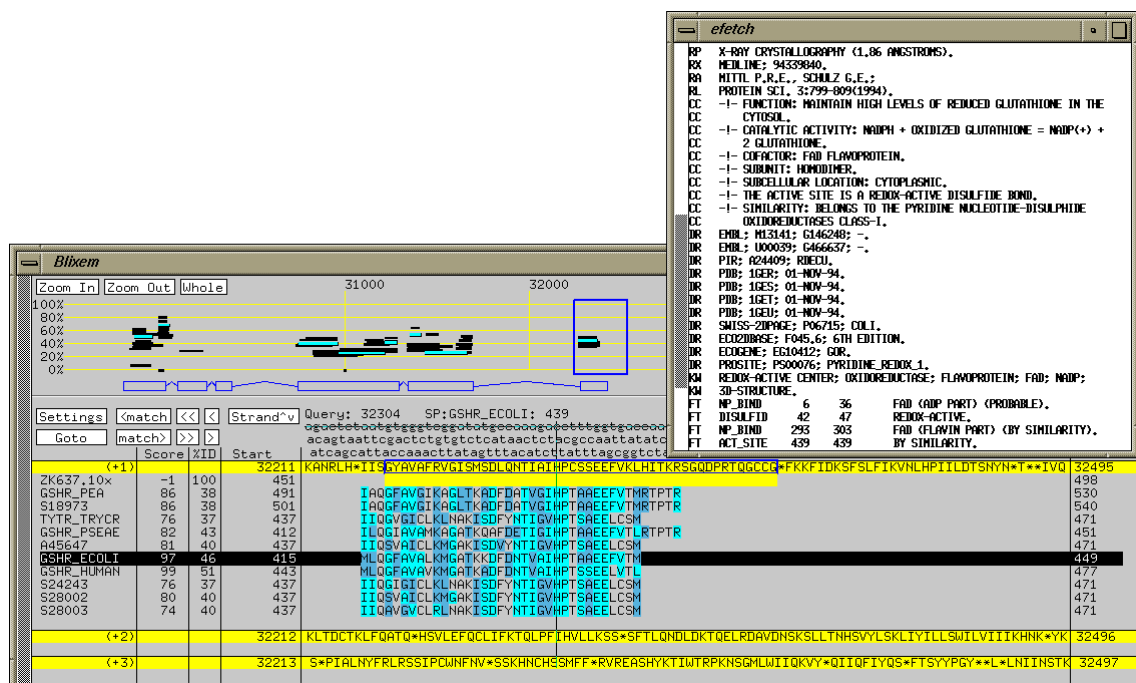 efetch
RP X-RAY CRYSTALLOGRAPHY (1.86 ANGSTROMS).
RX MEDLINE; 94339840.
RA MITTL P.R.E., SCHULZ G.E.;
RL PROTEIN SCI. 3:799-809(1994).
CC -!- FUNCTION: MAINTAIN HIGH LEVELS OF REDUCED GLUTATHIONE IN THE
CC CYTOSOL.
CC -!- CATALYTIC ACTIVITY: NADPH + OXIDIZED GLUTATHIONE = NADP(+) +
CC 2 GLUTATHIONE.
CC -!- COFACTOR: FAD FLAVOPROTEIN.
CC -!- SUBUNIT: HOMODIMER.
CC -!- SUBCELLULAR LOCATION: CYTOPLASMIC.
CC -!- THE ACTIVE SITE IS A REDOX-ACTIVE DISULFIDE BOND.
CC -!- SIMILARITY: BELONGS TO THE PYRIDINE NUCLEOTIDE-DISULPHIDE
CC OXIDOREDUCTASES CLASS-I.
DR EMBL; M13141; G146248; -.
DR EMBL; U00039; G466637; -.
DR PIR; A24409; RDECU.
DR PDB; 1GER; 01-NOV-94.
DR PDB; 1GES; 01-NOV-94.
DR PDB; 1GET; 01-NOV-94.
DR PDB; 1GEU; 01-NOV-94.
DR SWISS-2DPAGE; P06715; COLI.
DR ECO2DBASE; F045.6; 6TH EDITION.
DR ECOGENE; EG10412; GOR.
DR PROSITE; PS00076; PYRIDINE_REDOX_1.
KW REDOX-ACTIVE CENTER; OXIDOREDUCTASE; FLAVOPROTEIN; FAD; NADP;
KW 3D-STRUCTURE.
FT NP_BIND 6 36 FAD (ADP PART) (PROBABLE).
FT DISULFID 42 47 REDOX-ACTIVE.
FT NP_BIND 293 303 FAD (FLAVIN PART) (BY SIMILARITY).
FT ACT_SITE 439 439 BY SIMILARITY.
Blixem
Zoom In Zoom Out Whole 31000 32000
100%
80%
60%
40%
20%
0%
Settings <match << < Strand^v Query: 32304 SP:GSHR_ECOLI: 439
Goto match> >> > acagtaattcgactctgtgtctcataactctacgccaattatatc
Score %ID Start
(+1) 32211 KANRLH*IISGYAVAFRVGISMSDLQNTIAIHPCSSEEFVKLHITKRSGQDPRTQGCCG*FKKFIDKSFSLFIKVNLHPIILDTSNYN*T**IVQ 32495
ZK637.10x -1 100 451 498
GSHR_PEA 86 38 491 IAQGFAVGIKAGLTKADFDATVGIHPTAAEEFVTMRTPTR 530
S18973 86 38 501 IAQGFAVGIKAGLTKADFDATVGIHPTAAEEFVTMRTPTR 540
TYTR_TRYCR 76 37 437 IIQGVGICLKLNAKISDFYNTIGVHPTSAEELCSM 471
GSHR_PSEAE 82 43 412 ILQGIAVAMKAGATKQAFDETIGIHPTAAEEFVTLRTPTR 451
A45647 81 40 437 IIQSVAICLKMGAKISDVYNTIGVHPTSAEELCSM 471
GSHR_ECOLI 97 46 415 MLQGFAVALKMGATKKDFDNTVAIHPTAAEEFVTM 449
GSHR_HUMAN 99 51 443 MLQGFAVAVKMGATKADFDNTVAIHPTSSEELVTL 477
S24243 76 37 437 IIQGIGICLKLNAKISDFYNTIGVHPTSAEELCSM 471
S28002 80 40 437 IIQSVAICLKMGAKISDFYNTIGVHPTSAEELCSM 471
S28003 74 40 437 IIQAVGVCLRLNAKISDFYNTIGVHPTSAEELCSM 471
(+2) 32212 KLTDCTKLFQATQ*HSVLEFQCLIFKTQLPFIHVLLKSS*SFTLQNDLDKTQELRDAVDNSKSLLTNHSVYLSKLIYILLSWILVIIIKHNK*YK 32496
(+3) 32213 S*PIALNYFRLRSSIPCWNFNV*SSKHNCHSSMFF*RVREASHYKTIWTRPKNSGMLWIIQKVY*QIIQFIYQS*FTSYYPGY**L*LNIINSTK 32497